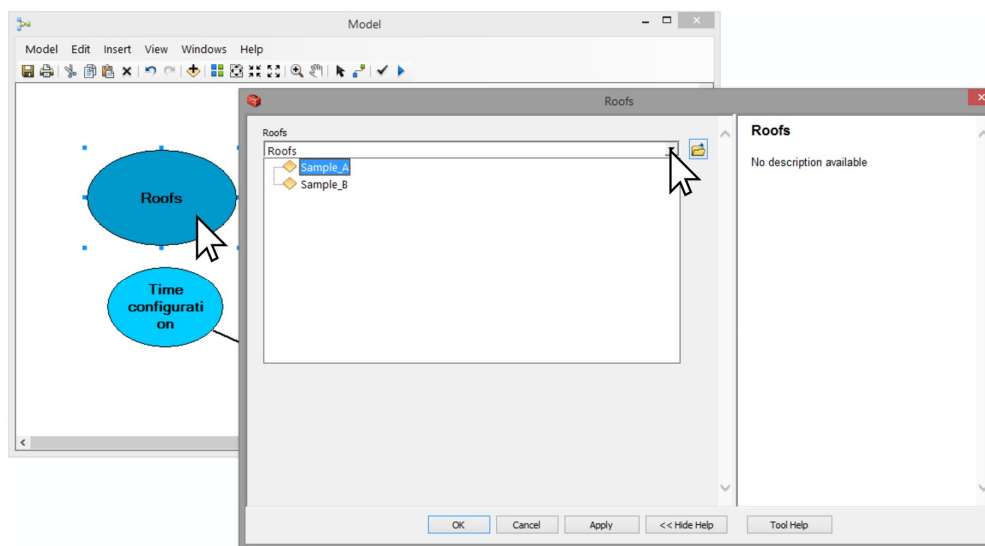 Model
Model Edit Insert View Windows Help
Roofs
Roofs
Roofs
Roofs
Sample_A
Sample_B
Roofs
No description available
Time
configurati
on
OK Cancel Apply << Hide Help Tool Help